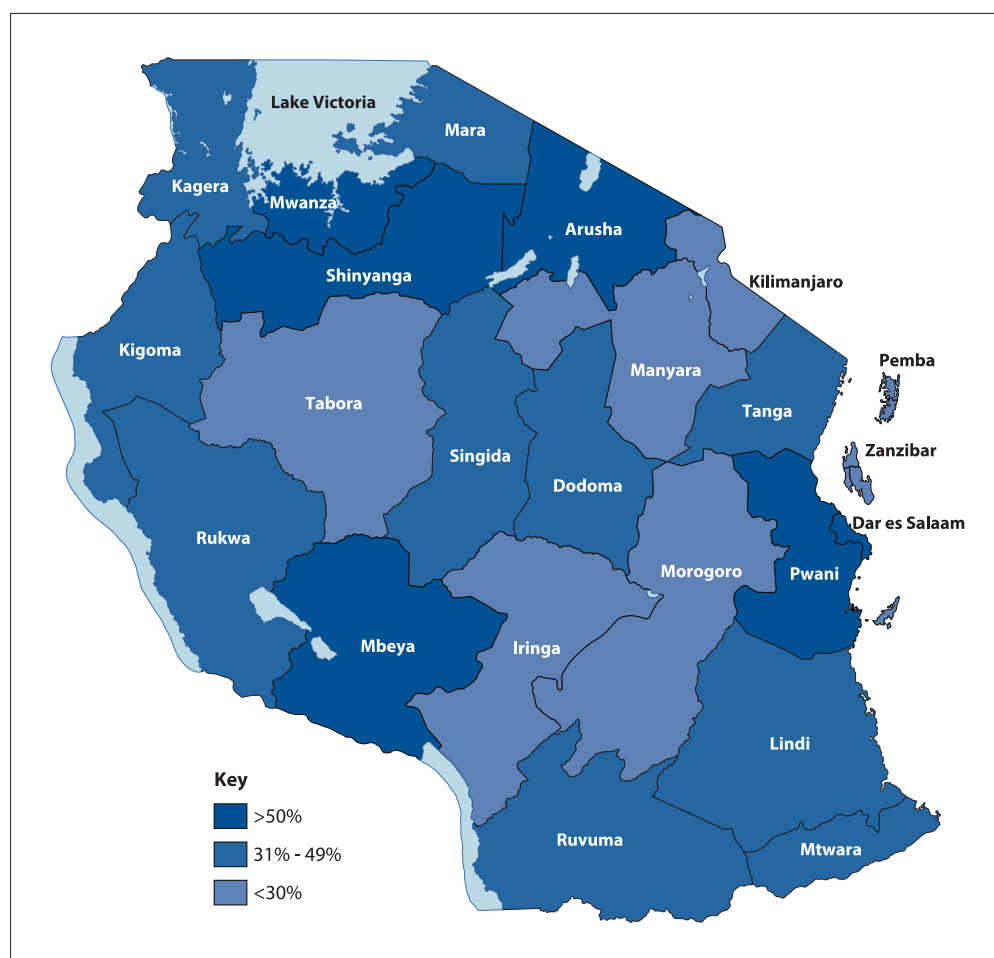 Lake Victoria
Mara
Kagera
Mwanza
Arusha
Shinyanga
Kilimanjaro
Kigoma
Pemba
Manyara
Tabora
Tanga
Zanzibar
Singida
Dodoma
Dar es Salaam
Rukwa
Morogoro
Pwani
Mbeya
Iringa
Lindi
Key
>50%
Ruvuma
31% - 49%
Mtwara
<30%